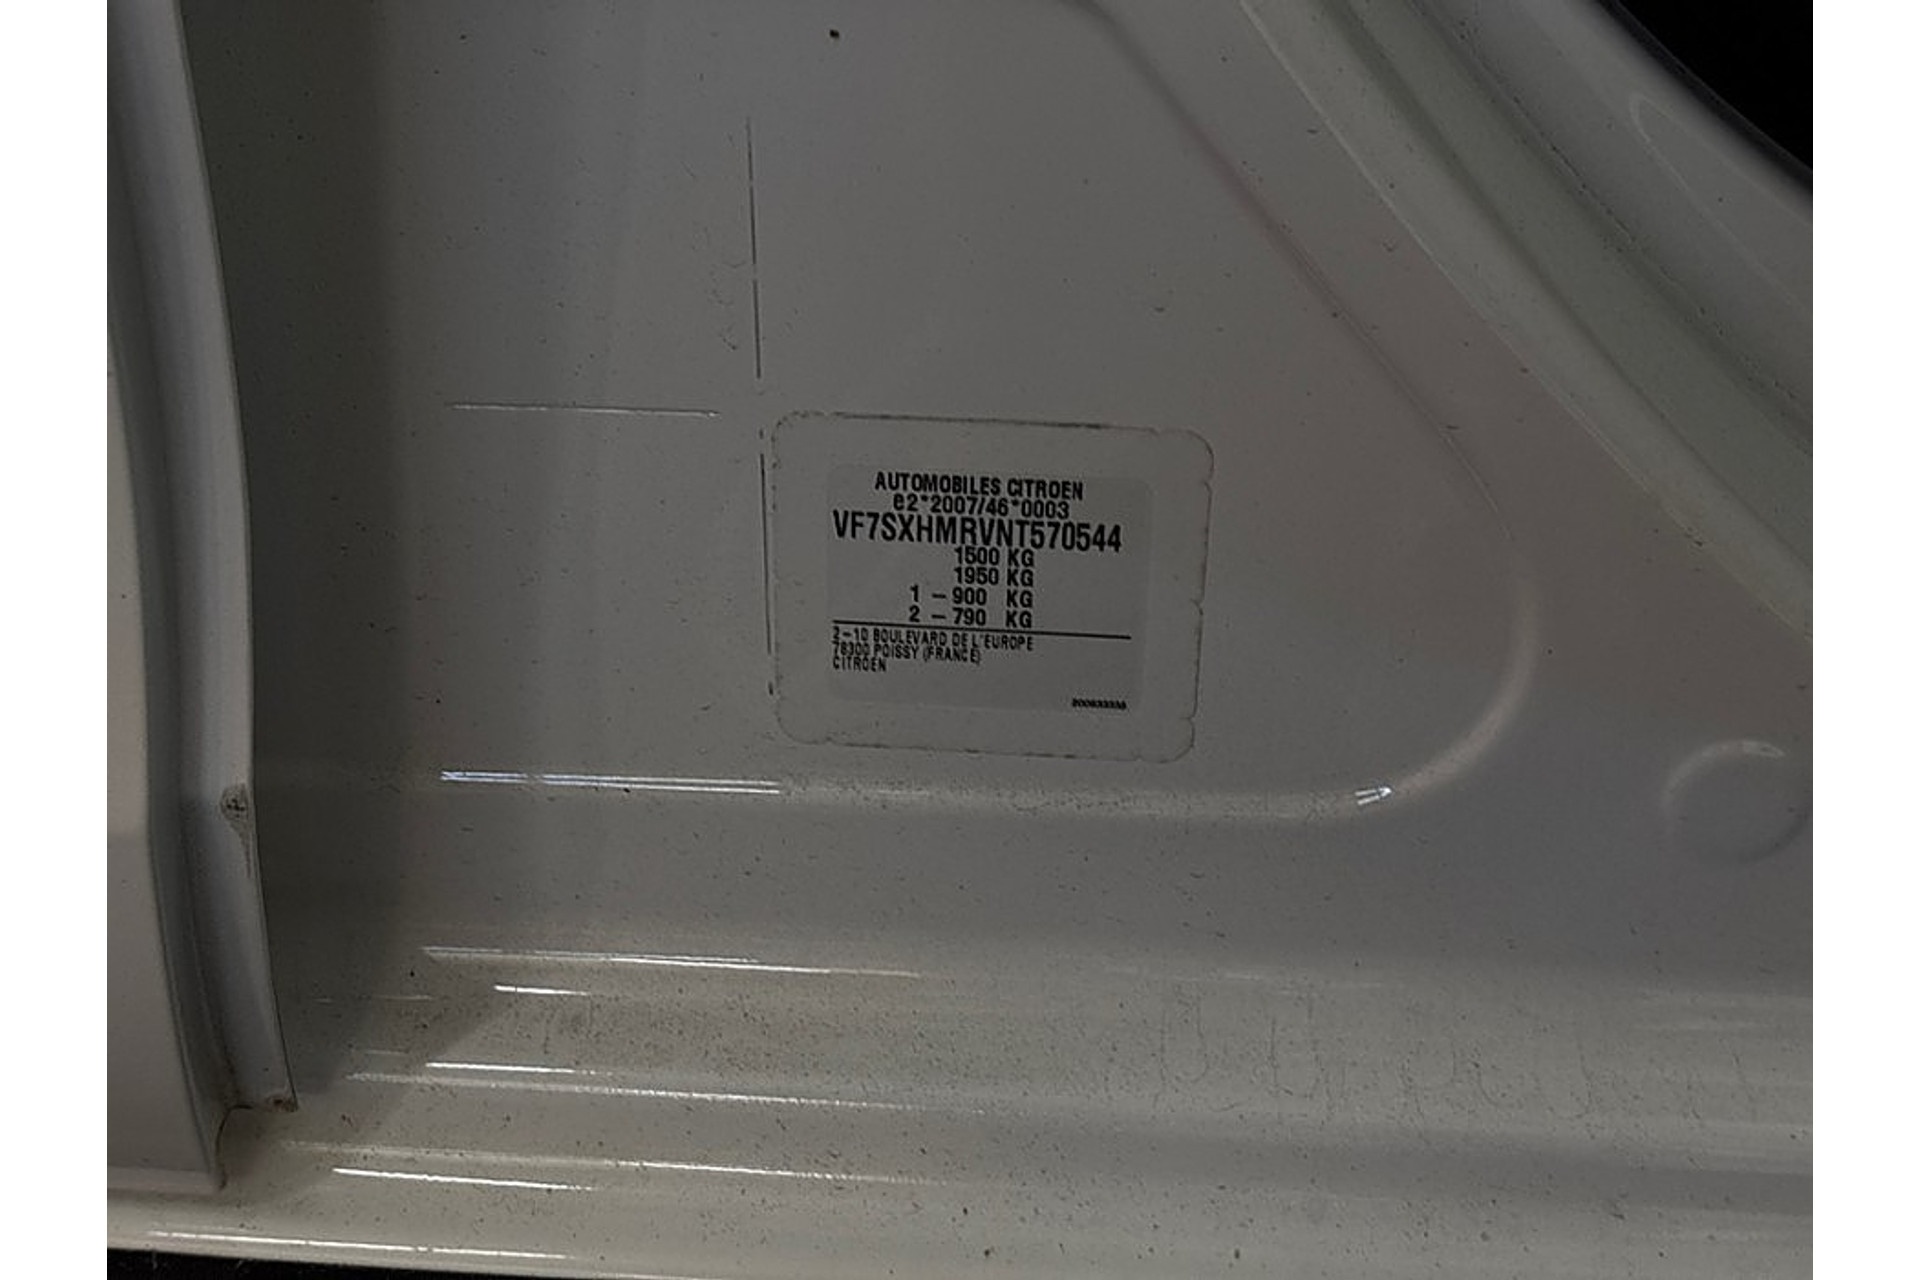 AUTOMOBILES CITROEN
e2*2007/46*0003
VF7SXHMRVNT570544
1500 KG
1950 KG
1 - 900 KG
2 - 790 KG
2-10 BOULEVARD DE L'EUROPE
78300 POISSY (FRANCE)
CITROEN